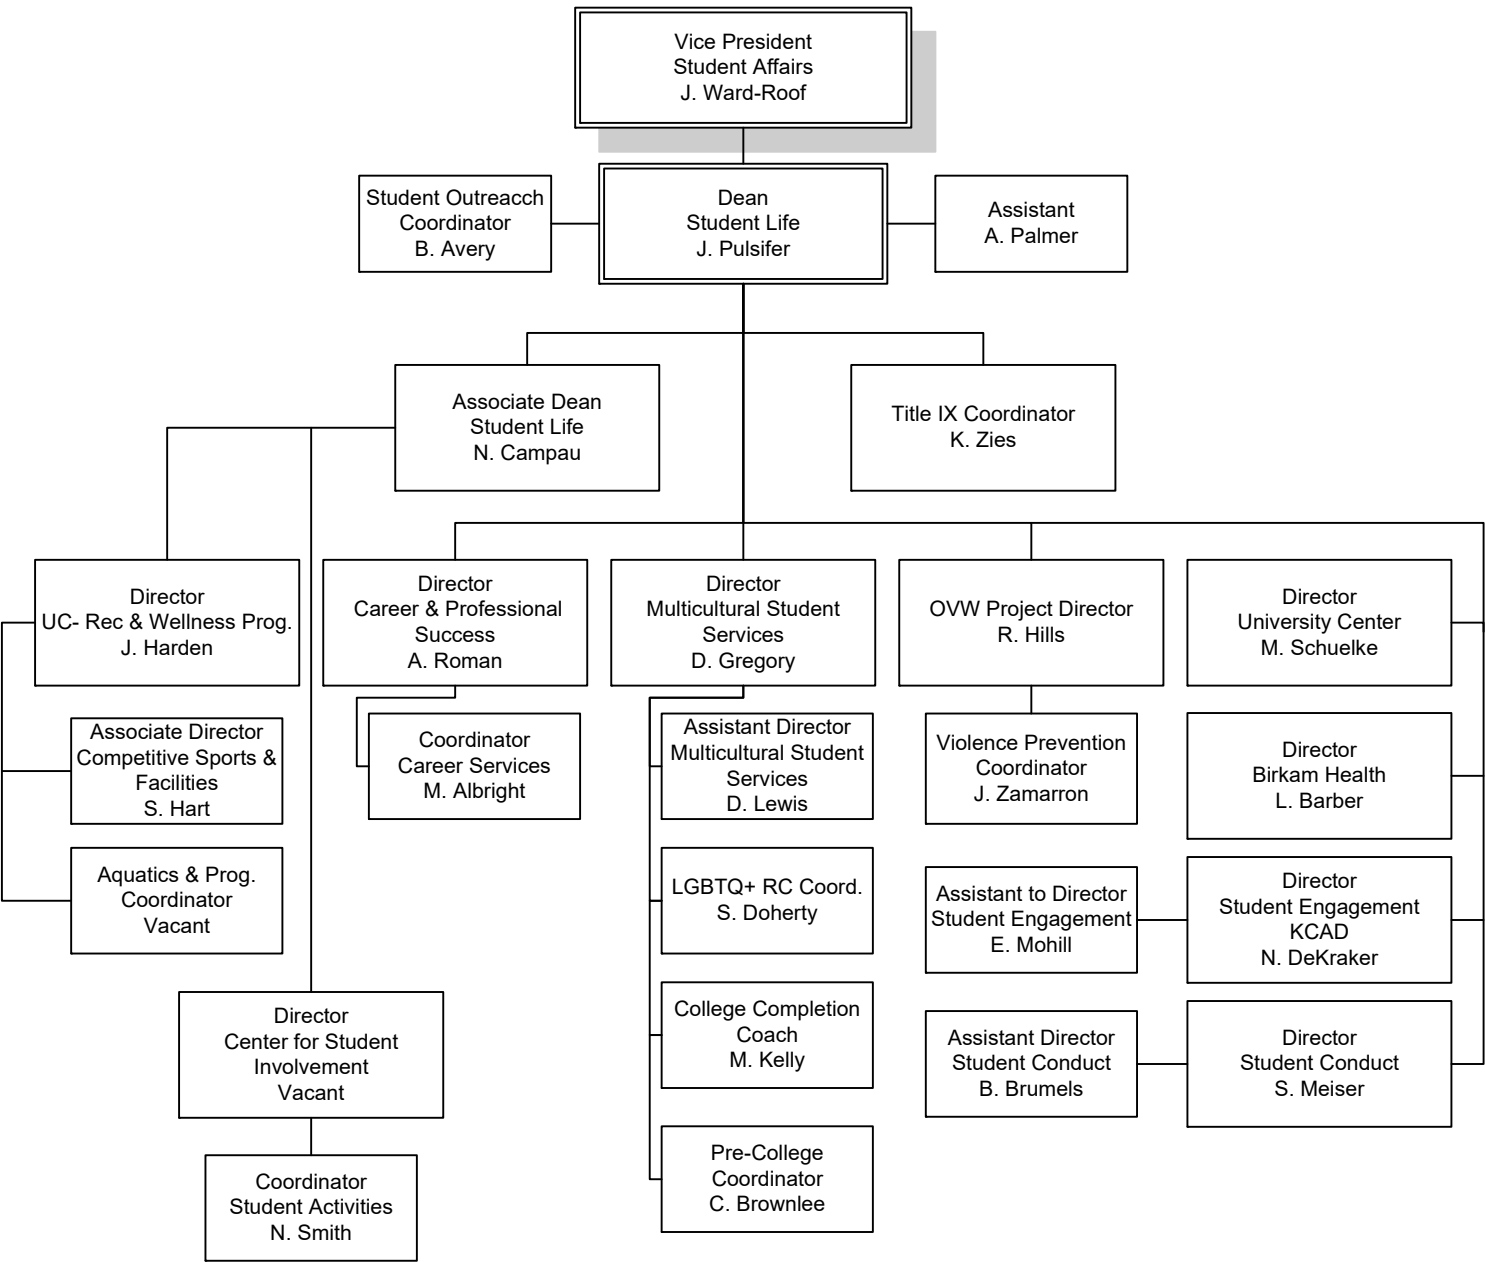 Vice President
Student Affairs
J. Ward-Roof
Student Outreacch
Coordinator
B. Avery
Dean
Student Life
J. Pulsifer
Assistant
A. Palmer
Associate Dean
Student Life
N. Campau
Title IX Coordinator
K. Zies
Director
UC- Rec & Wellness Prog.
J. Harden
Director
Career & Professional
Success
A. Roman
Director
Multicultural Student
Services
D. Gregory
OVW Project Director
R. Hills
Director
University Center
M. Schuelke
Associate Director
Competitive Sports &
Facilities
S. Hart
Coordinator
Career Services
M. Albright
Assistant Director
Multicultural Student
Services
D. Lewis
Violence Prevention
Coordinator
J. Zamarron
Director
Birkam Health
L. Barber
Aquatics & Prog.
Coordinator
Vacant
LGBTQ+ RC Coord.
S. Doherty
Assistant to Director
Student Engagement
E. Mohill
Director
Student Engagement
KCAD
N. DeKraker
Director
Center for Student
Involvement
Vacant
College Completion
Coach
M. Kelly
Assistant Director
Student Conduct
B. Brumels
Director
Student Conduct
S. Meiser
Coordinator
Student Activities
N. Smith
Pre-College
Coordinator
C. Brownlee